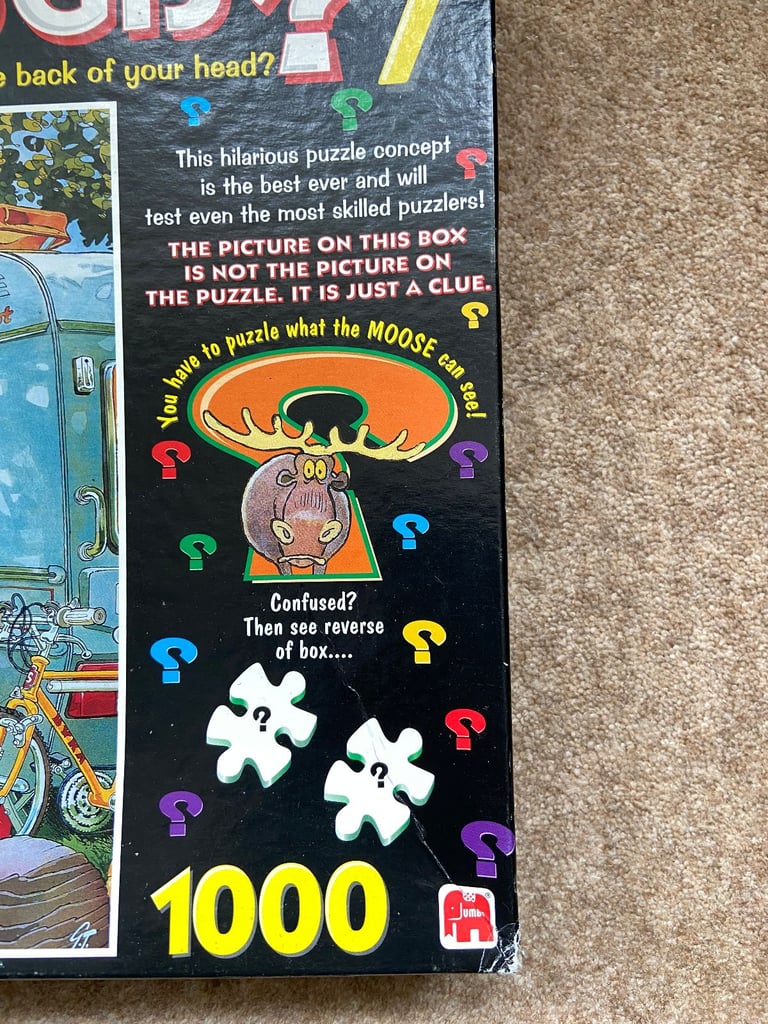 ?
7
e back of your head?
This hilarious puzzle concept
is the best ever and will
test even the most skilled puzzlers!
THE PICTURE ON THIS BOX
IS NOT THE PICTURE ON
THE PUZZLE. IT IS JUST A CLUE.
You have to puzzle what the MOOSE can see!
Confused?
Then see reverse
of box....
?
?
1000
G.T.